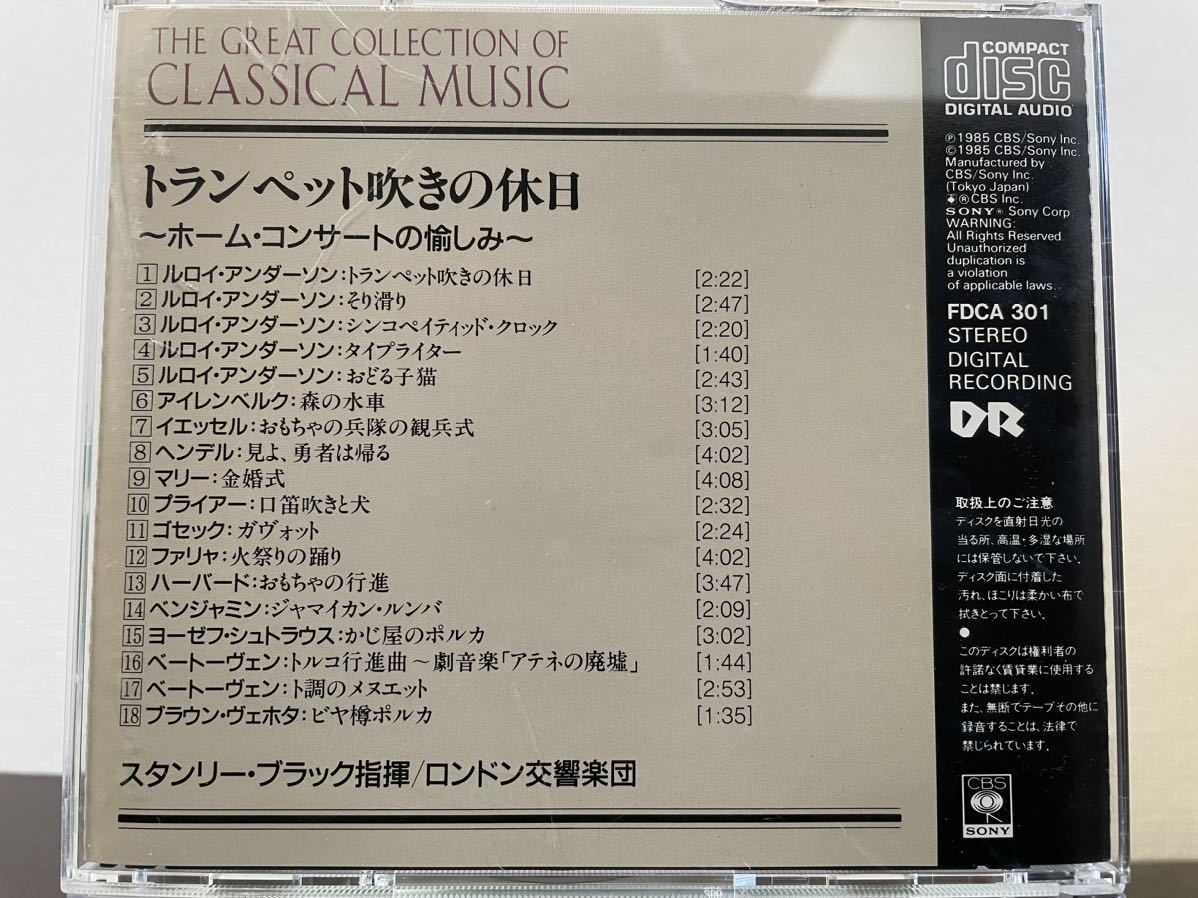 THE GREAT COLLECTION OF
CLASSICAL MUSIC
トランペット吹きの休日
〜ホーム・コンサートの愉しみ〜
1 ルロイ・アンダーソン:トランペット吹きの休日 [2:22]
2 ルロイ・アンダーソン:そり滑り [2:47]
3 ルロイ・アンダーソン:シンコペイティッド・クロック [2:20]
4 ルロイ・アンダーソン:タイプライター [1:40]
5 ルロイ・アンダーソン:おどる子猫 [2:43]
6 アイレンベルク:森の水車 [3:12]
7 イエッセル:おもちゃの兵隊の観兵式 [3:05]
8 ヘンデル:見よ、勇者は帰る [4:02]
9 マリー:金婚式 [4:08]
10 プライアー:口笛吹きと犬 [2:32]
11 ゴセック:ガヴォット [2:24]
12 ファリャ:火祭りの踊り [4:02]
13 ハーバード:おもちゃの行進 [3:47]
14 ベンジャミン:ジャマイカン・ルンバ [2:09]
15 ヨーゼフ・シュトラウス:かじ屋のポルカ [3:02]
16 ベートーヴェン:トルコ行進曲〜劇音楽「アテネの廃墟」 [1:44]
17 ベートーヴェン:ト調のメヌエット [2:53]
18 ブラウン・ヴェホタ:ビヤ樽ポルカ [1:35]
スタンリー・ブラック指揮/ロンドン交響楽団
COMPACT
disc
DIGITAL AUDIO
℗1985 CBS/Sony Inc.
©1985 CBS/Sony Inc.
Manufactured by
CBS/Sony Inc.
(Tokyo Japan)
®CBS Inc.
SONY® Sony Corp.
WARNING:
All Rights Reserved.
Unauthorized
duplication is
a violation
of applicable laws.
FDCA 301
STEREO
DIGITAL
RECORDING
DR
取扱上のご注意
ディスクを直射日光の
当る所、高温・多湿な場所
には保管しないで下さい。
ディスク面に付着した
汚れ、ほこりは柔かい布で
拭きとって下さい。
●
このディスクは権利者の
許諾なく賃貸業に使用する
ことは禁じます。
また、無断でテープその他に
録音することは、法律で
禁じられています。
CBS
SONY